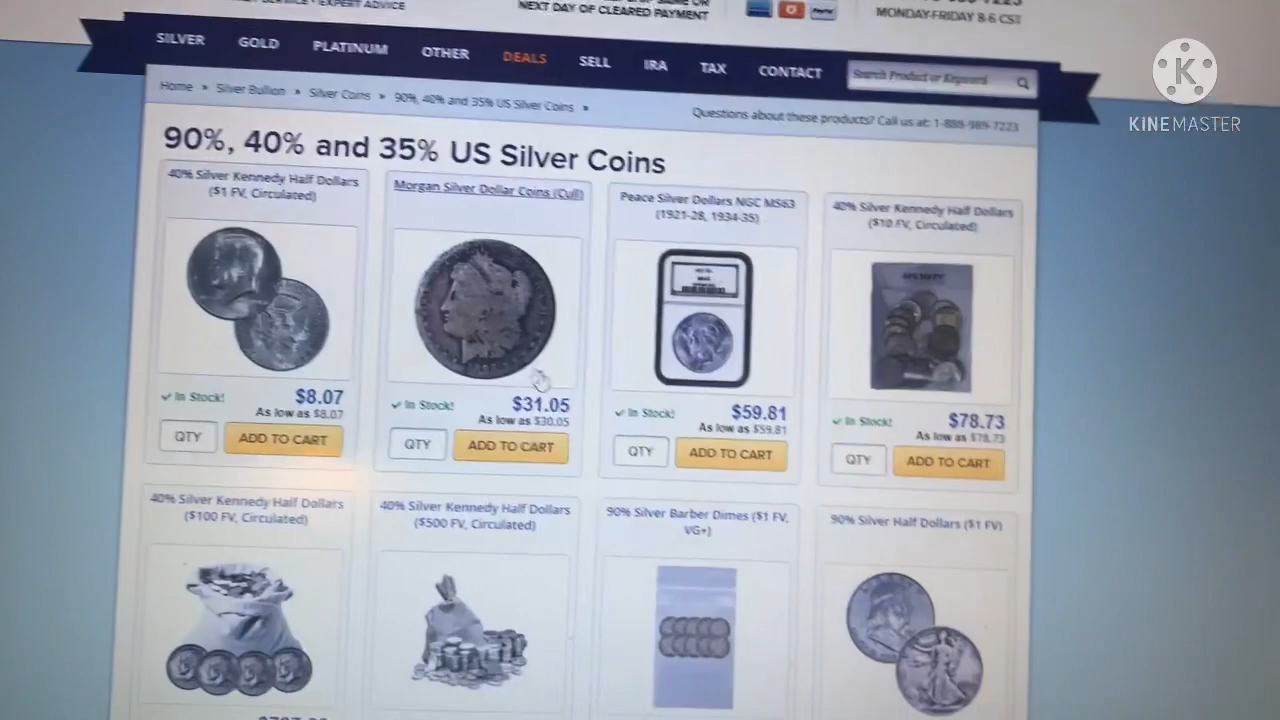 EXPERT ADVICE
NEXT DAY OF CLEARED PAYMENT
MONDAY-FRIDAY 8-6 CST
SILVER GOLD PLATINUM OTHER DEALS SELL IRA TAX CONTACT
Search Product or Keyword
Home » Silver Bullion » Silver Coins » 90%, 40% and 35% US Silver Coins »
Questions about these products? Call us at: 1-888-989-7223
KINEMASTER
90%, 40% and 35% US Silver Coins
40% Silver Kennedy Half Dollars
($1 FV, Circulated)
In Stock!
$8.07
As low as $8.07
QTY
ADD TO CART
Morgan Silver Dollar Coins (Cull)
In Stock!
$31.05
As low as $30.05
QTY
ADD TO CART
Peace Silver Dollars NGC MS63
(1921-28, 1934-35)
In Stock!
$59.81
As low as $59.81
QTY
ADD TO CART
40% Silver Kennedy Half Dollars
($10 FV, Circulated)
In Stock!
$78.73
As low as $78.73
QTY
ADD TO CART
40% Silver Kennedy Half Dollars
($100 FV, Circulated)
40% Silver Kennedy Half Dollars
($500 FV, Circulated)
90% Silver Barber Dimes ($1 FV,
VG+)
90% Silver Half Dollars ($1 FV)